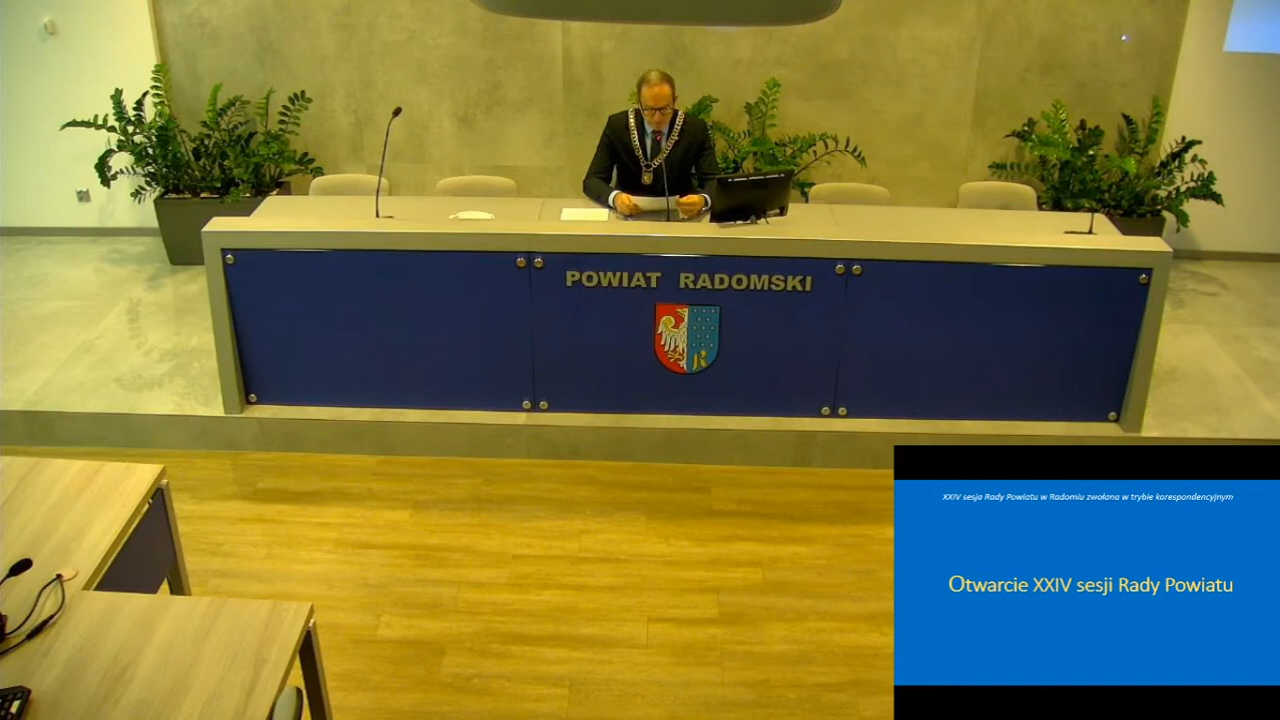 POWIAT RADOMSKI
R
XXIV sesja Rady Powiatu w Radomiu zwołana w trybie korespondencyjnym
Otwarcie XXIV sesji Rady Powiatu